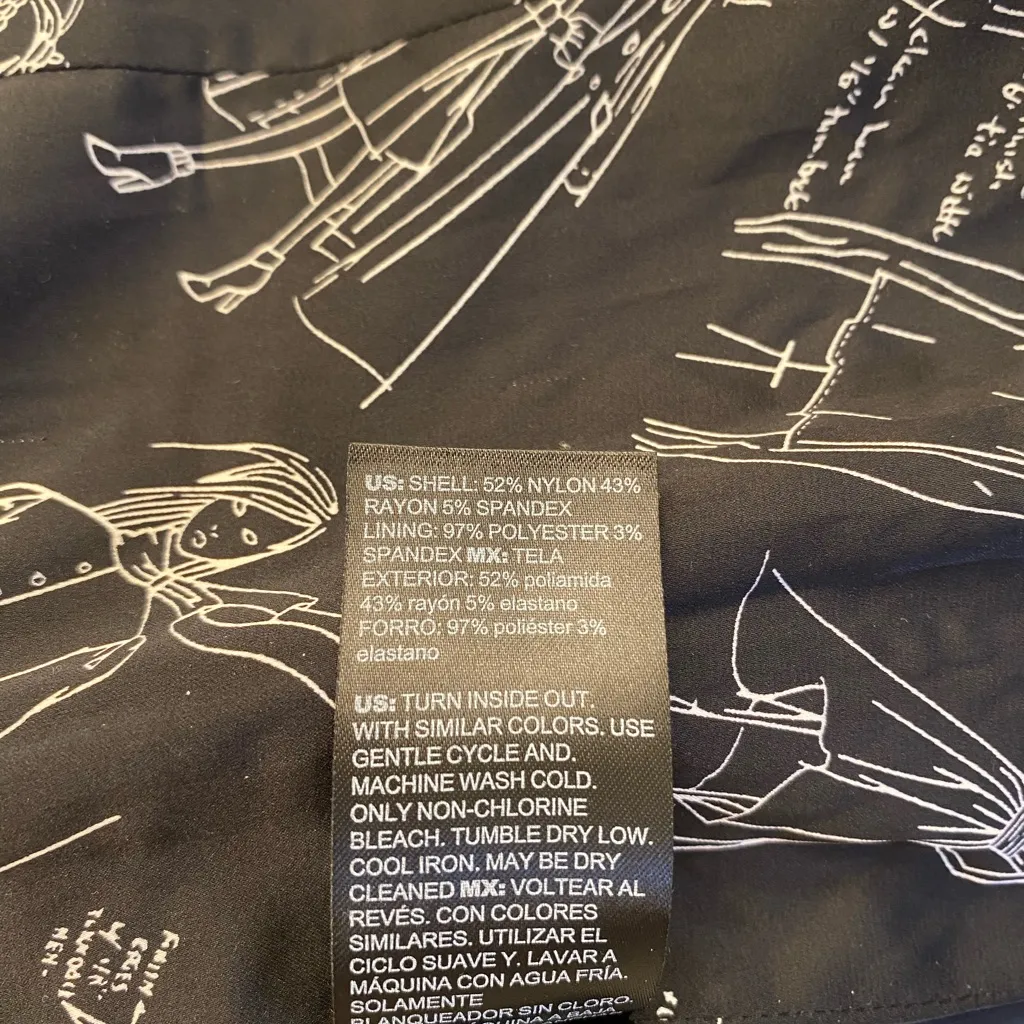 US: SHELL: 52% NYLON 43%
RAYON 5% SPANDEX
LINING: 97% POLYESTER 3%
SPANDEX MX: TELA
EXTERIOR: 52% poliamida
43% rayón 5% elastano
FORRO: 97% poliéster 3%
elastano
US: TURN INSIDE OUT.
WITH SIMILAR COLORS. USE
GENTLE CYCLE AND.
MACHINE WASH COLD.
ONLY NON-CHLORINE
BLEACH. TUMBLE DRY LOW.
COOL IRON. MAY BE DRY
CLEANED MX: VOLTEAR AL
REVÉS. CON COLORES
SIMILARES. UTILIZAR EL
CICLO SUAVE Y. LAVAR A
MÁQUINA CON AGUA FRÍA.
SOLAMENTE
BLANQUEADOR SIN CLORO.
A BAJA